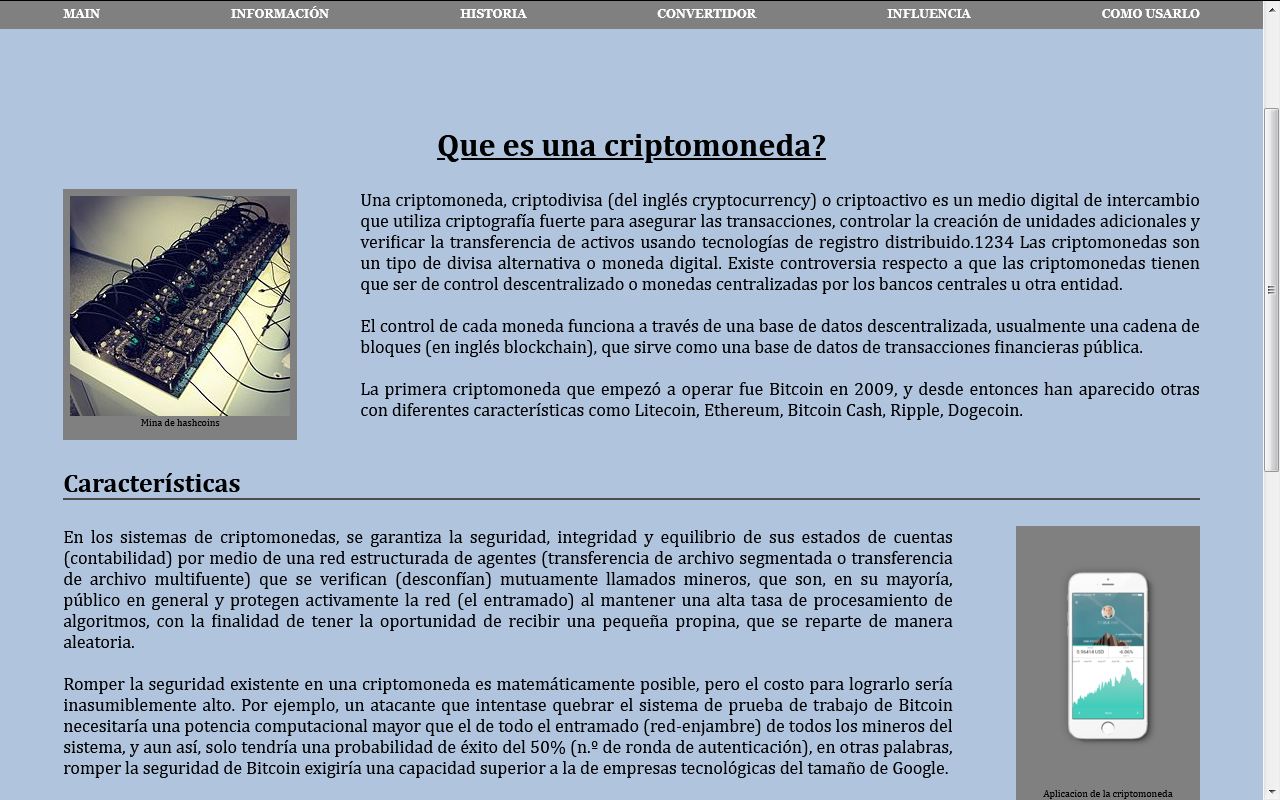 MAIN INFORMACIÓN HISTORIA CONVERTIDOR INFLUENCIA COMO USARLO
Que es una criptomoneda?
Una criptomoneda, criptodivisa (del inglés cryptocurrency) o criptoactivo es un medio digital de intercambio
que utiliza criptografía fuerte para asegurar las transacciones, controlar la creación de unidades adicionales y
verificar la transferencia de activos usando tecnologías de registro distribuido.1234 Las criptomonedas son
un tipo de divisa alternativa o moneda digital. Existe controversia respecto a que las criptomonedas tienen
que ser de control descentralizado o monedas centralizadas por los bancos centrales u otra entidad.
El control de cada moneda funciona a través de una base de datos descentralizada, usualmente una cadena de
bloques (en inglés blockchain), que sirve como una base de datos de transacciones financieras pública.
La primera criptomoneda que empezó a operar fue Bitcoin en 2009, y desde entonces han aparecido otras
con diferentes características como Litecoin, Ethereum, Bitcoin Cash, Ripple, Dogecoin.
Mina de hashcoins
Características
En los sistemas de criptomonedas, se garantiza la seguridad, integridad y equilibrio de sus estados de cuentas
(contabilidad) por medio de una red estructurada de agentes (transferencia de archivo segmentada o transferencia
de archivo multifuente) que se verifican (desconfían) mutuamente llamados mineros, que son, en su mayoría,
público en general y protegen activamente la red (el entramado) al mantener una alta tasa de procesamiento de
algoritmos, con la finalidad de tener la oportunidad de recibir una pequeña propina, que se reparte de manera
aleatoria.
Romper la seguridad existente en una criptomoneda es matemáticamente posible, pero el costo para lograrlo sería
inasumiblemente alto. Por ejemplo, un atacante que intentase quebrar el sistema de prueba de trabajo de Bitcoin
necesitaría una potencia computacional mayor que el de todo el entramado (red-enjambre) de todos los mineros del
sistema, y aun así, solo tendría una probabilidad de éxito del 50% (n.º de ronda de autenticación), en otras palabras,
romper la seguridad de Bitcoin exigiría una capacidad superior a la de empresas tecnológicas del tamaño de Google.
Aplicacion de la criptomoneda